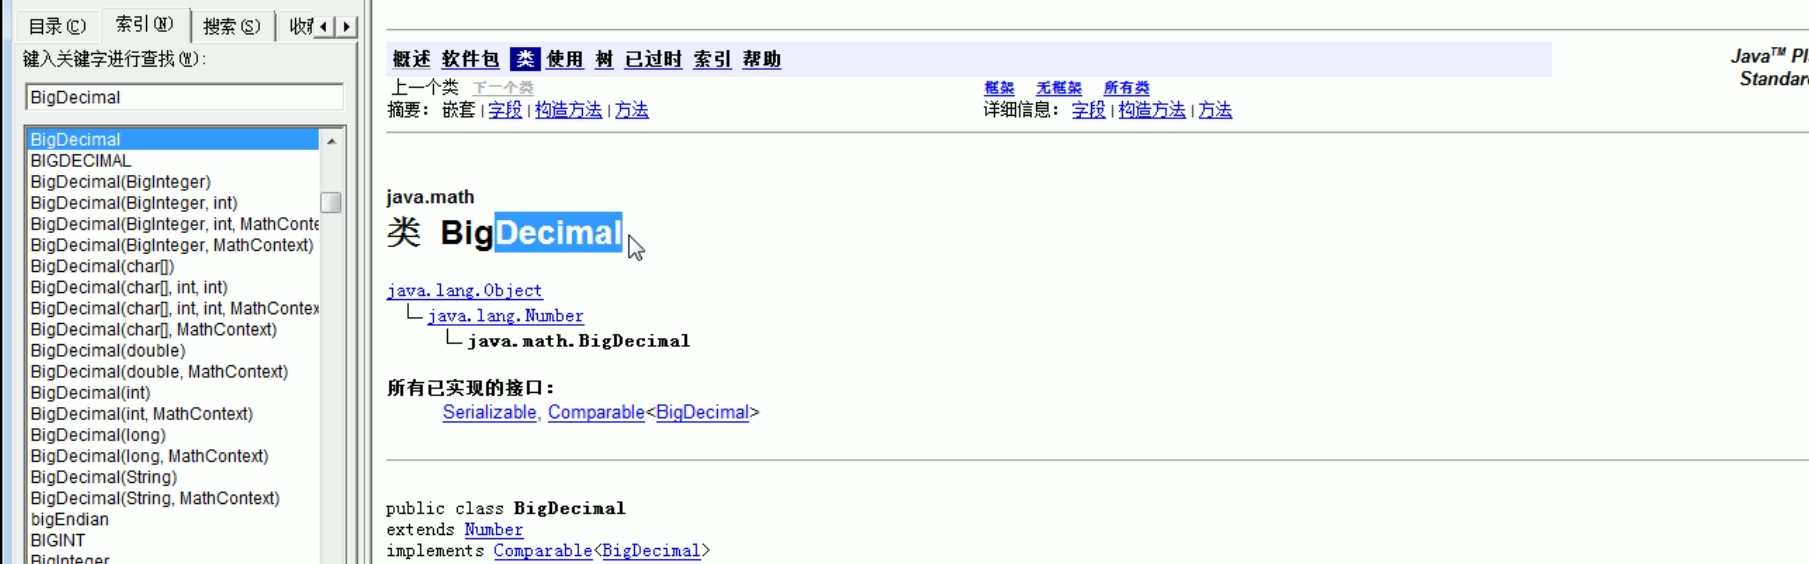 目录(C) 索引(N) 搜索(S)
键入关键字进行查找(W):
BigDecimal
BigDecimal
BIGDECIMAL
BigDecimal(BigInteger)
BigDecimal(BigInteger, int)
BigDecimal(BigInteger, int, MathConte
BigDecimal(BigInteger, MathContext)
BigDecimal(char[])
BigDecimal(char[], int, int)
BigDecimal(char[], int, int, MathContex
BigDecimal(char[], MathContext)
BigDecimal(double)
BigDecimal(double, MathContext)
BigDecimal(int)
BigDecimal(int, MathContext)
BigDecimal(long)
BigDecimal(long, MathContext)
BigDecimal(String)
BigDecimal(String, MathContext)
bigEndian
BIGINT
BigInteger
概述 软件包 类 使用 树 已过时 索引 帮助
Java™ Pl
Standar
上一个类 下一个类
框架 无框架 所有类
摘要: 嵌套 | 字段 | 构造方法 | 方法
详细信息: 字段 | 构造方法 | 方法
java.math
类 BigDecimal
java.lang.Object
java.lang.Number
java.math.BigDecimal
所有已实现的接口:
Serializable, Comparable<BigDecimal>
public class BigDecimal
extends Number
implements Comparable<BigDecimal>